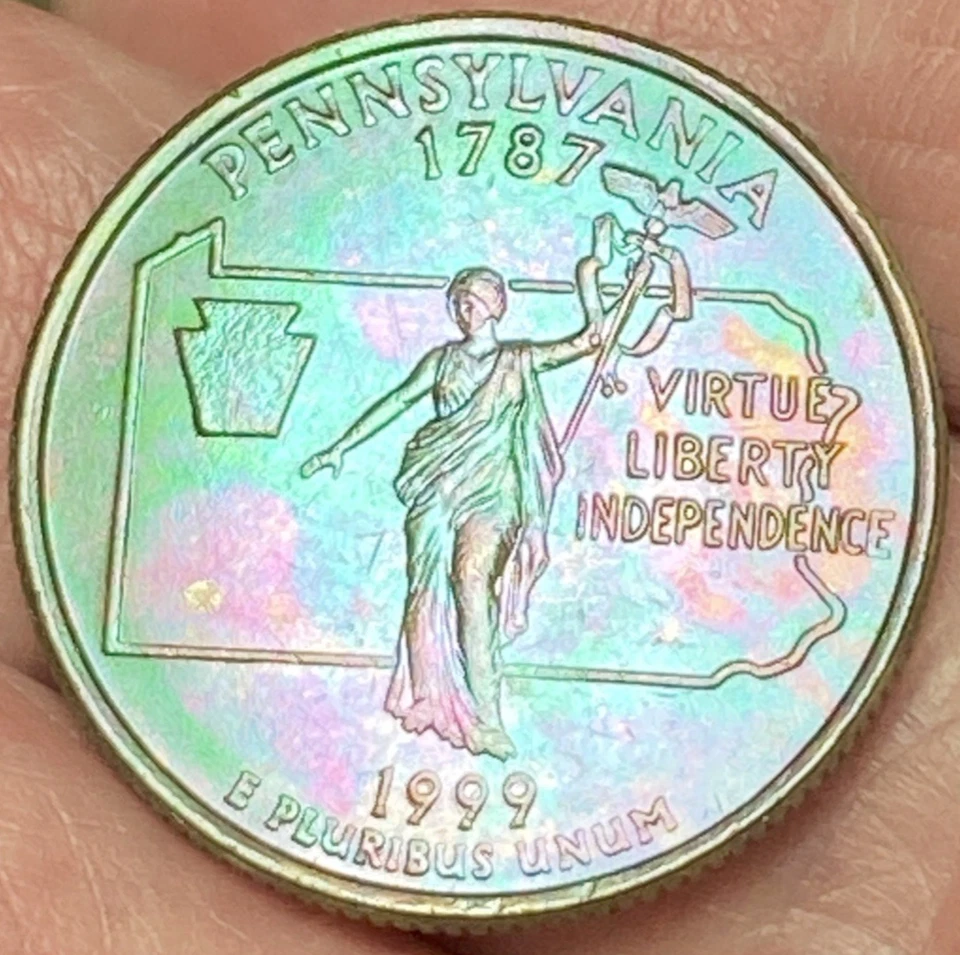 PENNSYLVANIA
1787
VIRTUE
LIBERTY
INDEPENDENCE
1999
E PLURIBUS UNUM